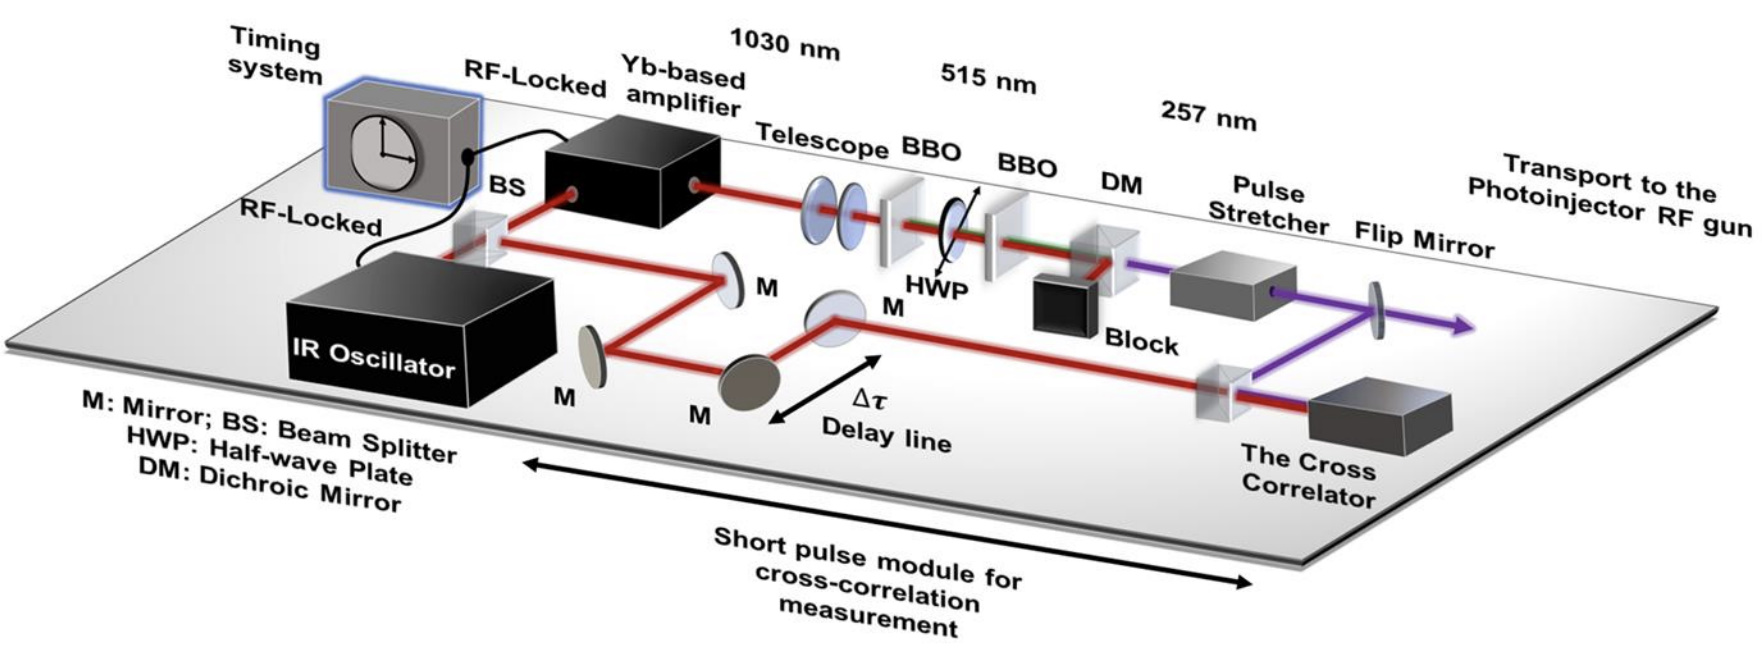 Timing
system
RF-Locked
Yb-based
amplifier
1030 nm
515 nm
257 nm
Telescope
BBO
BBO
DM
Pulse
Stretcher
Flip Mirror
Transport to the
Photoinjector RF gun
BS
RF-Locked
HWP
M
M
Block
IR Oscillator
M
M
Δτ
Delay line
The Cross
Correlator
M: Mirror; BS: Beam Splitter
HWP: Half-wave Plate
DM: Dichroic Mirror
Short pulse module for
cross-correlation
measurement